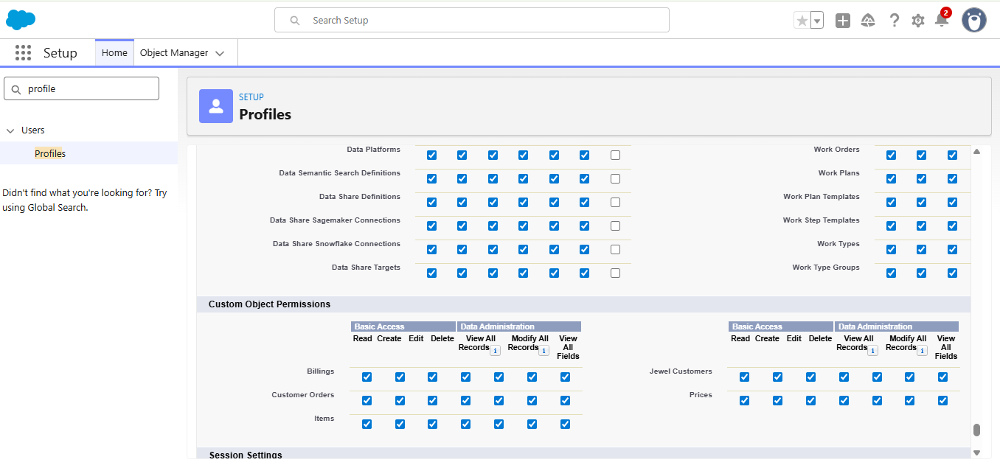 Search Setup
2
Setup
Home
Object Manager
profile
Users
Profiles
Didn't find what you're looking for? Try
using Global Search.
SETUP
Profiles
Data Platforms
Work Orders
Data Semantic Search Definitions
Work Plans
Data Share Definitions
Work Plan Templates
Data Share Sagemaker Connections
Work Step Templates
Data Share Snowflake Connections
Work Types
Data Share Targets
Work Type Groups
Custom Object Permissions
Basic Access Data Administration
Read Create Edit Delete View All Records i Modify All Records i View All Fields
Basic Access Data Administration
Read Create Edit Delete View All Records i Modify All Records i View All Fields
Billings
Jewel Customers
Customer Orders
Prices
Items
Session Settings